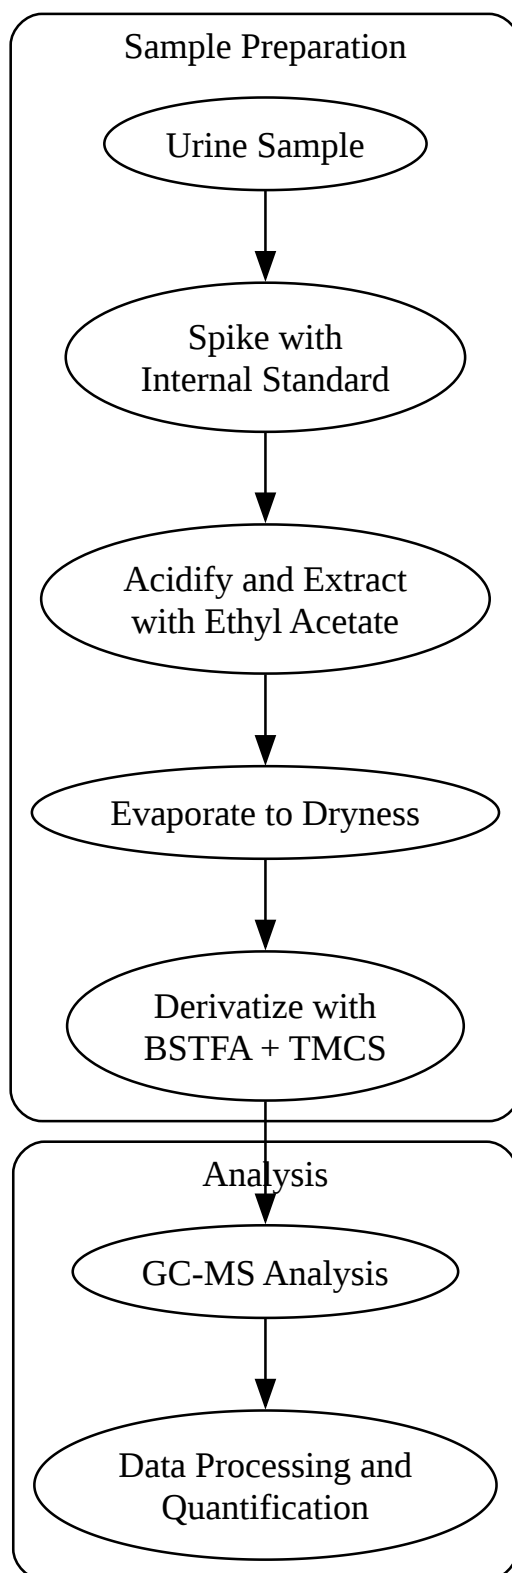 Sample Preparation
Urine Sample
Spike with
Internal Standard
Acidify and Extract
with Ethyl Acetate
Evaporate to Dryness
Derivatize with
BSTFA + TMCS
Analysis
GC-MS Analysis
Data Processing and
Quantification